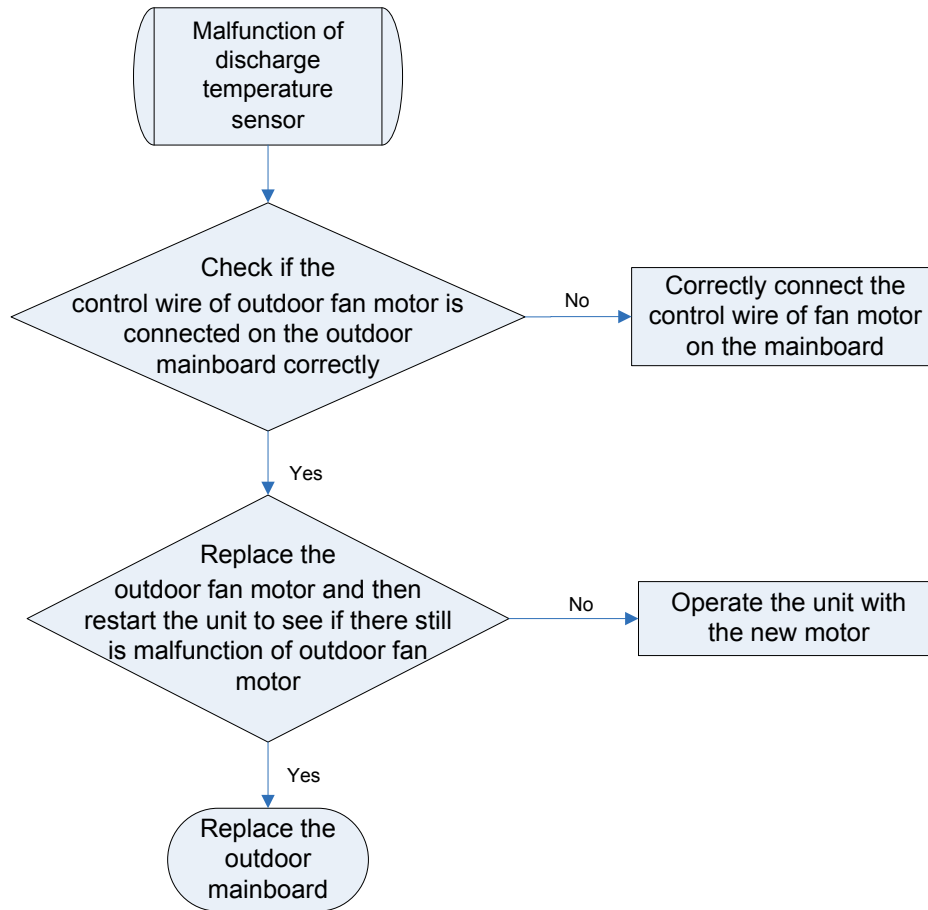 Malfunction of
discharge
temperature
sensor
Check if the
control wire of outdoor fan motor is
connected on the outdoor
mainboard correctly
No
Correctly connect the
control wire of fan motor
on the mainboard
Yes
Replace the
outdoor fan motor and then
restart the unit to see if there still
is malfunction of outdoor fan
motor
No
Operate the unit with
the new motor
Yes
Replace the
outdoor
mainboard